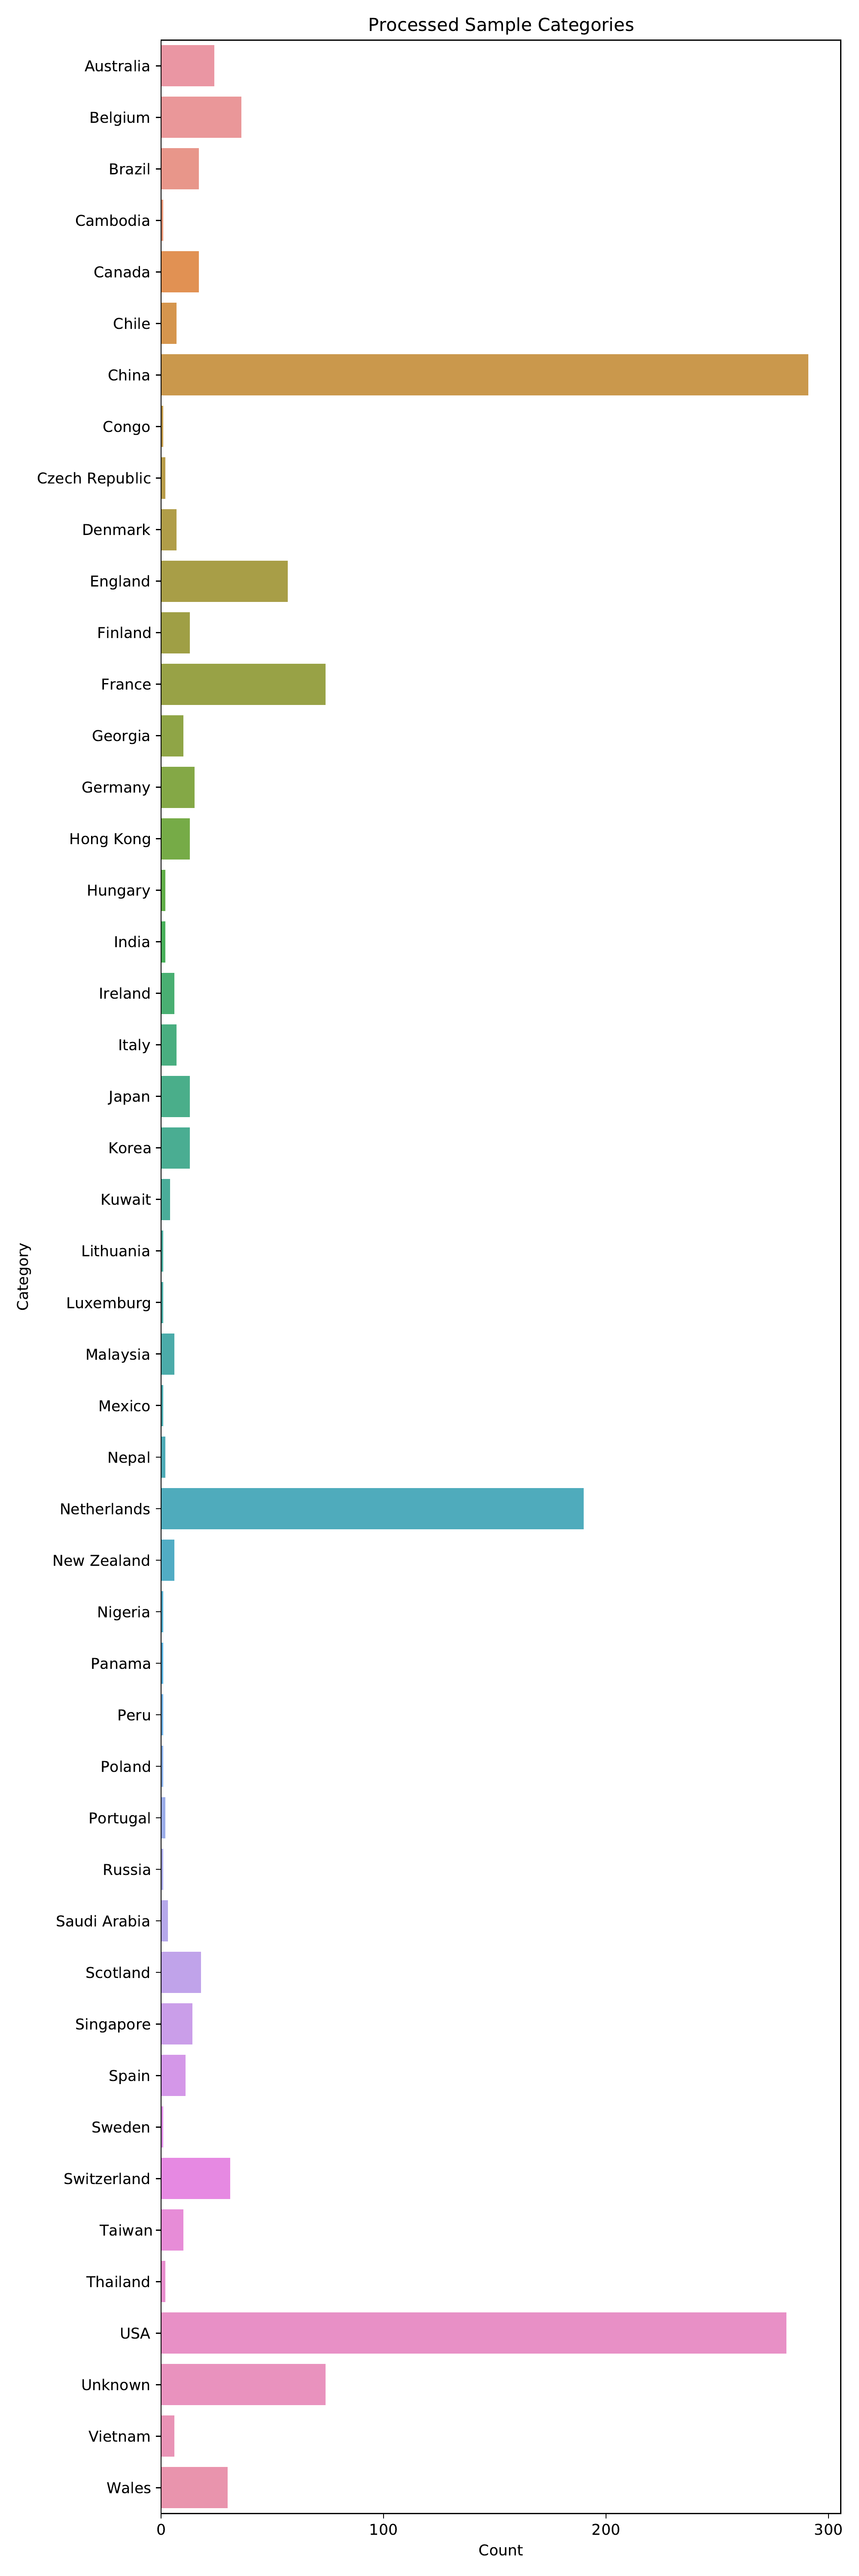 Processed Sample Categories
Australia
Belgium
Brazil
Cambodia
Canada
Chile
China
Congo
Czech Republic
Denmark
England
Finland
France
Georgia
Germany
Hong Kong
Hungary
India
Ireland
Italy
Japan
Korea
Kuwait
Lithuania
Luxemburg
Malaysia
Mexico
Nepal
Netherlands
New Zealand
Nigeria
Panama
Peru
Poland
Portugal
Russia
Saudi Arabia
Scotland
Singapore
Spain
Sweden
Switzerland
Taiwan
Thailand
USA
Unknown
Vietnam
Wales
Category
0 100 200 300
Count